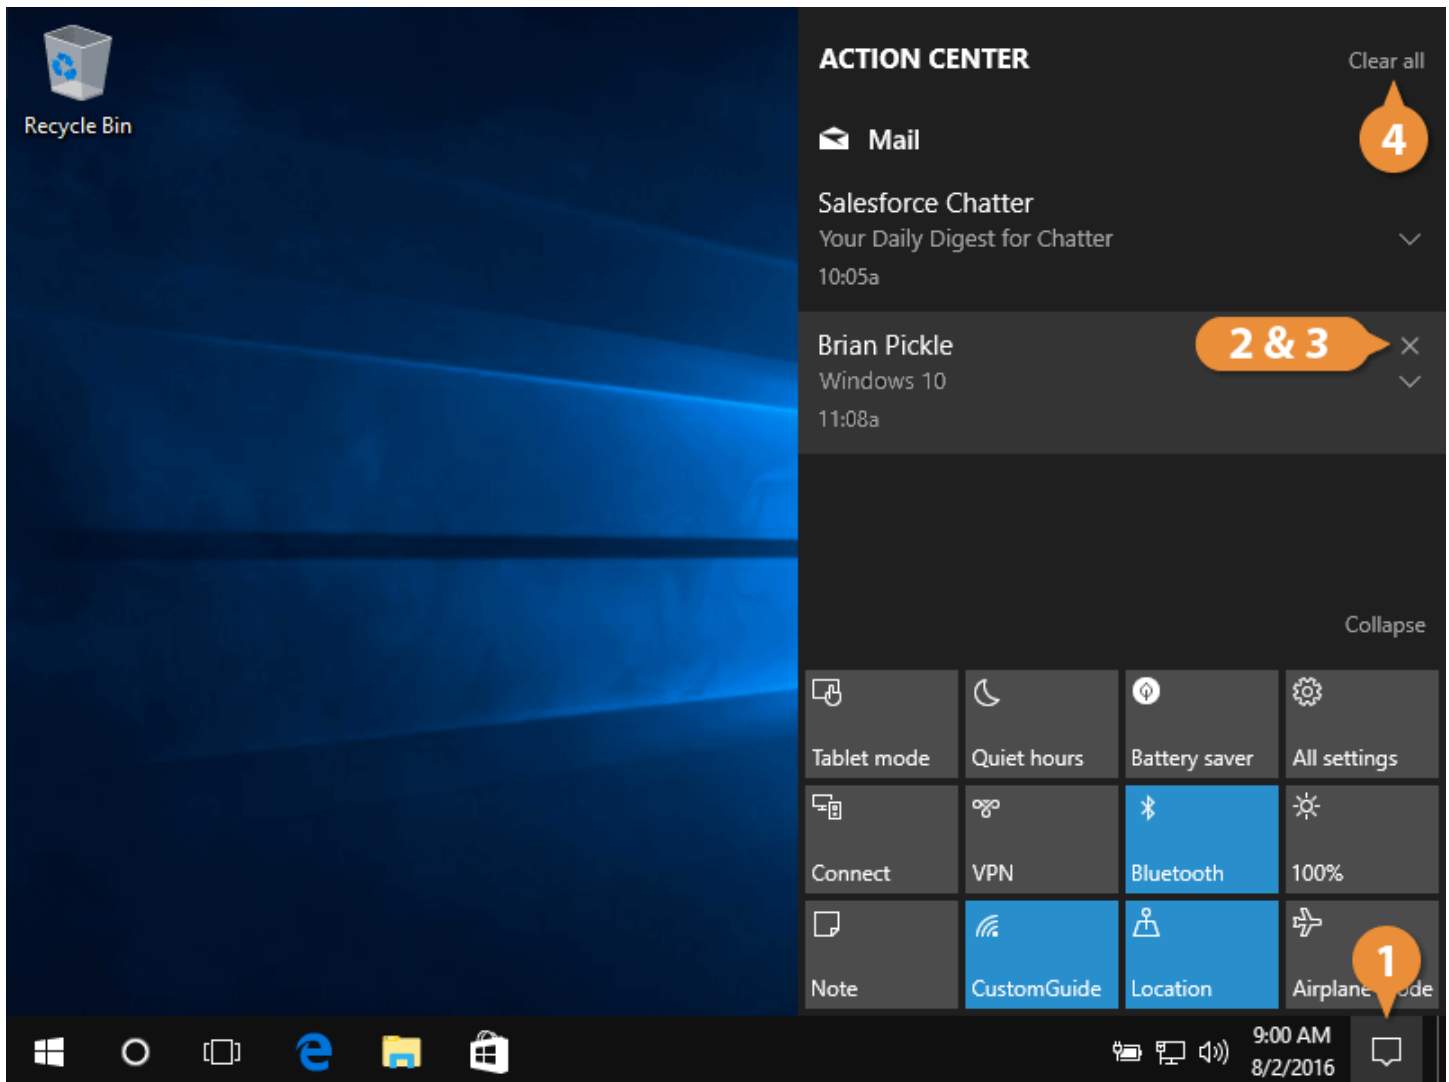 Recycle Bin
ACTION CENTER
Clear all
4
Mail
Salesforce Chatter
Your Daily Digest for Chatter
10:05a
Brian Pickle
2 & 3
Windows 10
11:08a
Collapse
Tablet mode
Quiet hours
Battery saver
All settings
Connect
VPN
Bluetooth
100%
Note
CustomGuide
Location
Airplane  de
1
9:00 AM
8/2/2016